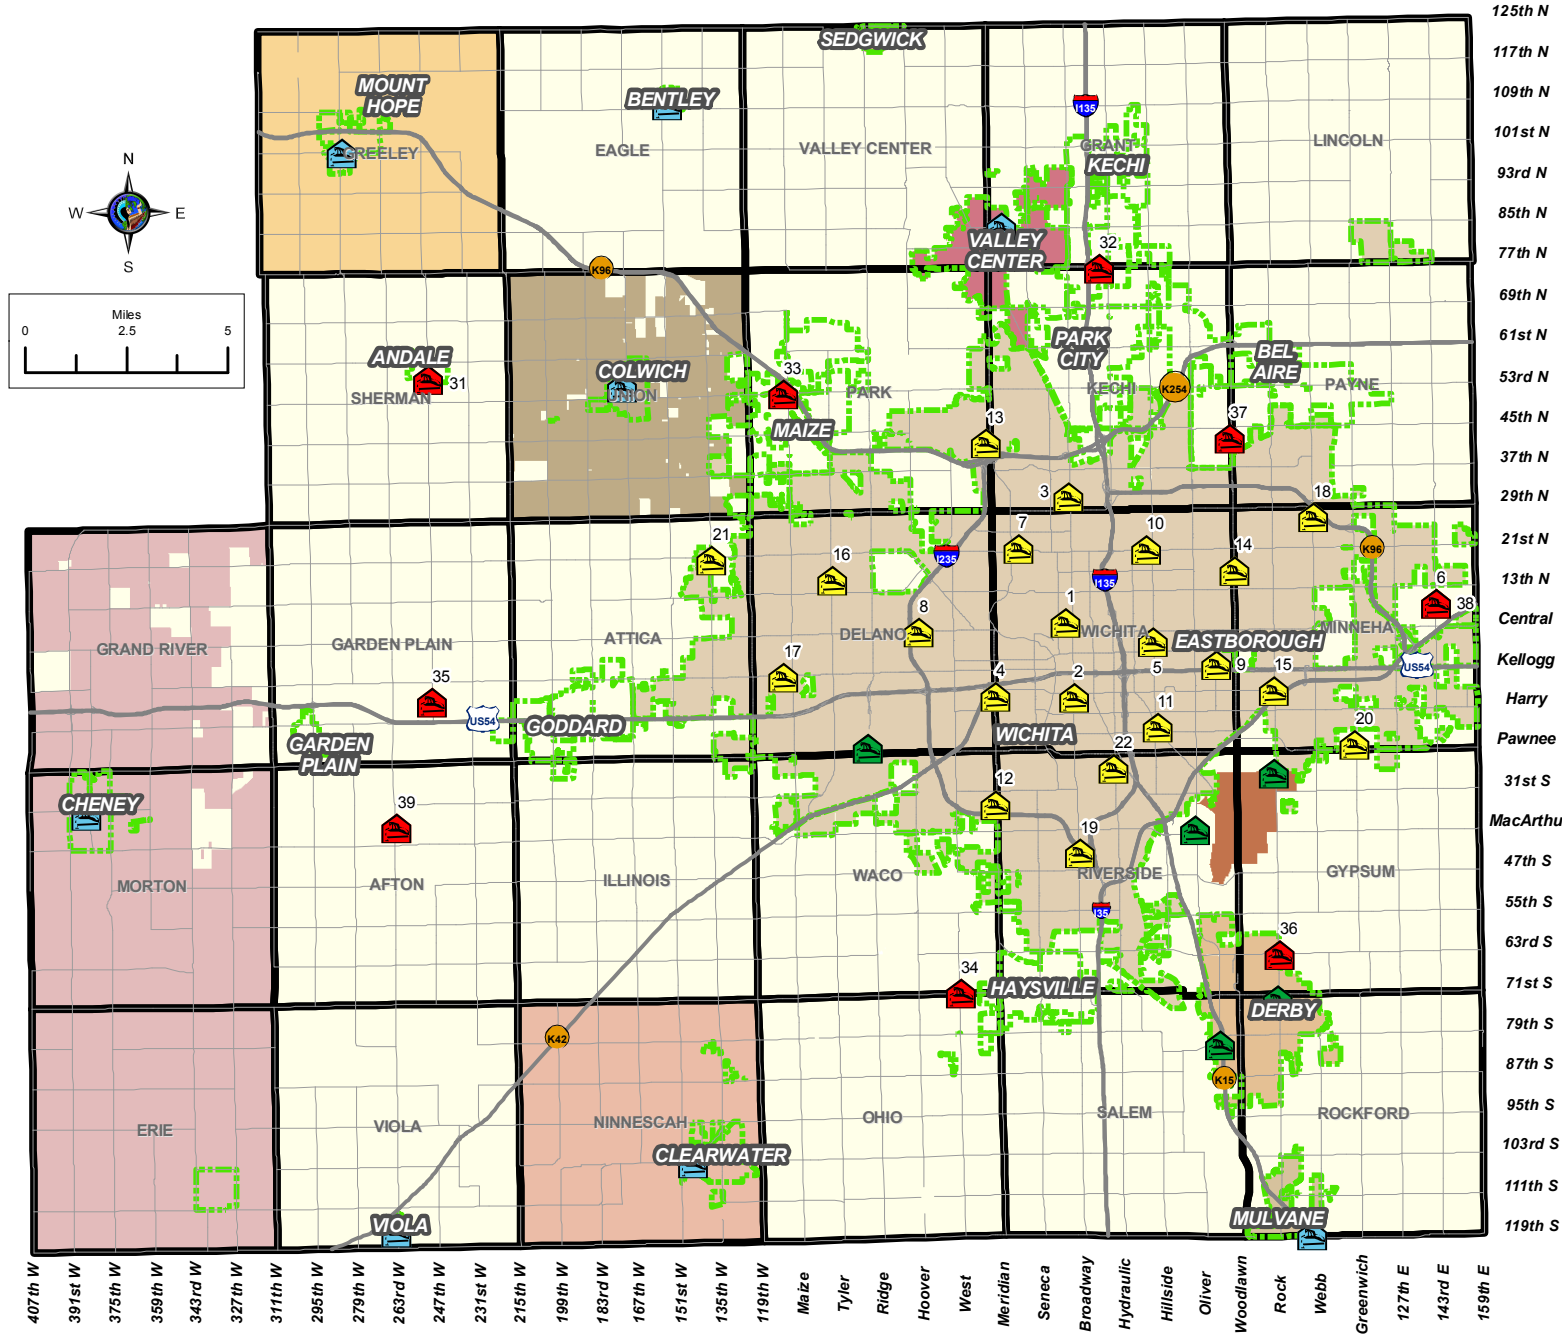 125th N
117th N
109th N
101st N
93rd N
85th N
77th N
69th N
61st N
53rd N
45th N
37th N
29th N
21st N
13th N
Central
Kellogg
Harry
Pawnee
31st S
MacArthu
47th S
55th S
63rd S
71st S
79th S
87th S
95th S
103rd S
111th S
119th S
SEDGWICK
MOUNT
HOPE
BENTLEY
I135
GREELEY
EAGLE
VALLEY CENTER
GRANT
KECHI
LINCOLN
N
W
E
S
VALLEY
CENTER
32
K96
Miles
0
2.5
5
ANDALE
31
SHERMAN
COLWICH
UNION
33
PARK
MAIZE
PARK
CITY
KECHI
K254
BEL
AIRE
PAYNE
37
13
3
18
21
16
I235
7
10
I135
14
K96
6
38
8
1
GRAND RIVER
GARDEN PLAIN
ATTICA
DELANO
WICHITA
EASTBOROUGH
MINNEHA
US54
35
17
4
2
5
9
15
US54
GODDARD
11
20
GARDEN
PLAIN
WICHITA
22
CHENEY
39
12
19
MORTON
AFTON
ILLINOIS
WACO
RIVERSIDE
GYPSUM
I35
36
34
HAYSVILLE
DERBY
K42
K15
ERIE
VIOLA
NINNESCAH
OHIO
SALEM
ROCKFORD
CLEARWATER
VIOLA
MULVANE
407th W
391st W
375th W
359th W
343rd W
327th W
311th W
295th W
279th W
263rd W
247th W
231st W
215th W
199th W
183rd W
167th W
151st W
135th W
119th W
Maize
Tyler
Ridge
Hoover
West
Meridian
Seneca
Broadway
Hydraulic
Hillside
Oliver
Woodlawn
Rock
Webb
Greenwich
127th E
143rd E
159th E